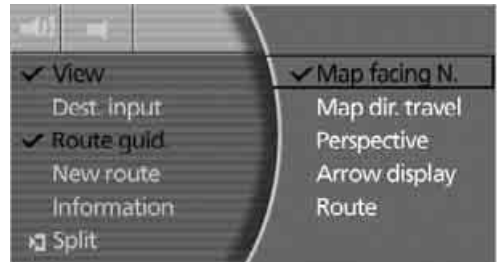 View
Dest. input
Route guid.
New route
Information
Split
Map facing N.
Map dir. travel
Perspective
Arrow display
Route